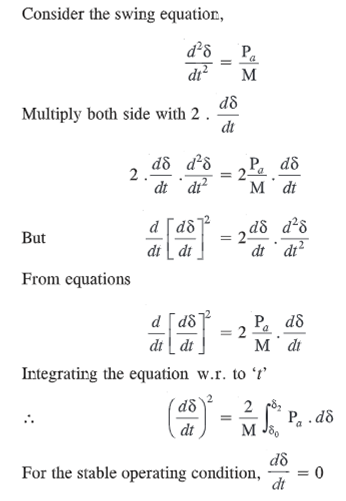 Consider the swing equation,
d²δ/dt² = Pₐ/M
Multiply both side with 2 . dδ/dt
2 . dδ/dt . d²δ/dt² = 2 Pₐ/M . dδ/dt
But d/dt [dδ/dt]² = 2 dδ/dt . d²δ/dt²
From equations
d/dt [dδ/dt]² = 2 Pₐ/M . dδ/dt
Integrating the equation w.r. to ‘t’
∴ (dδ/dt)² = 2/M ∫_{δ₀}^{δ₂} Pₐ . dδ
For the stable operating condition, dδ/dt = 0